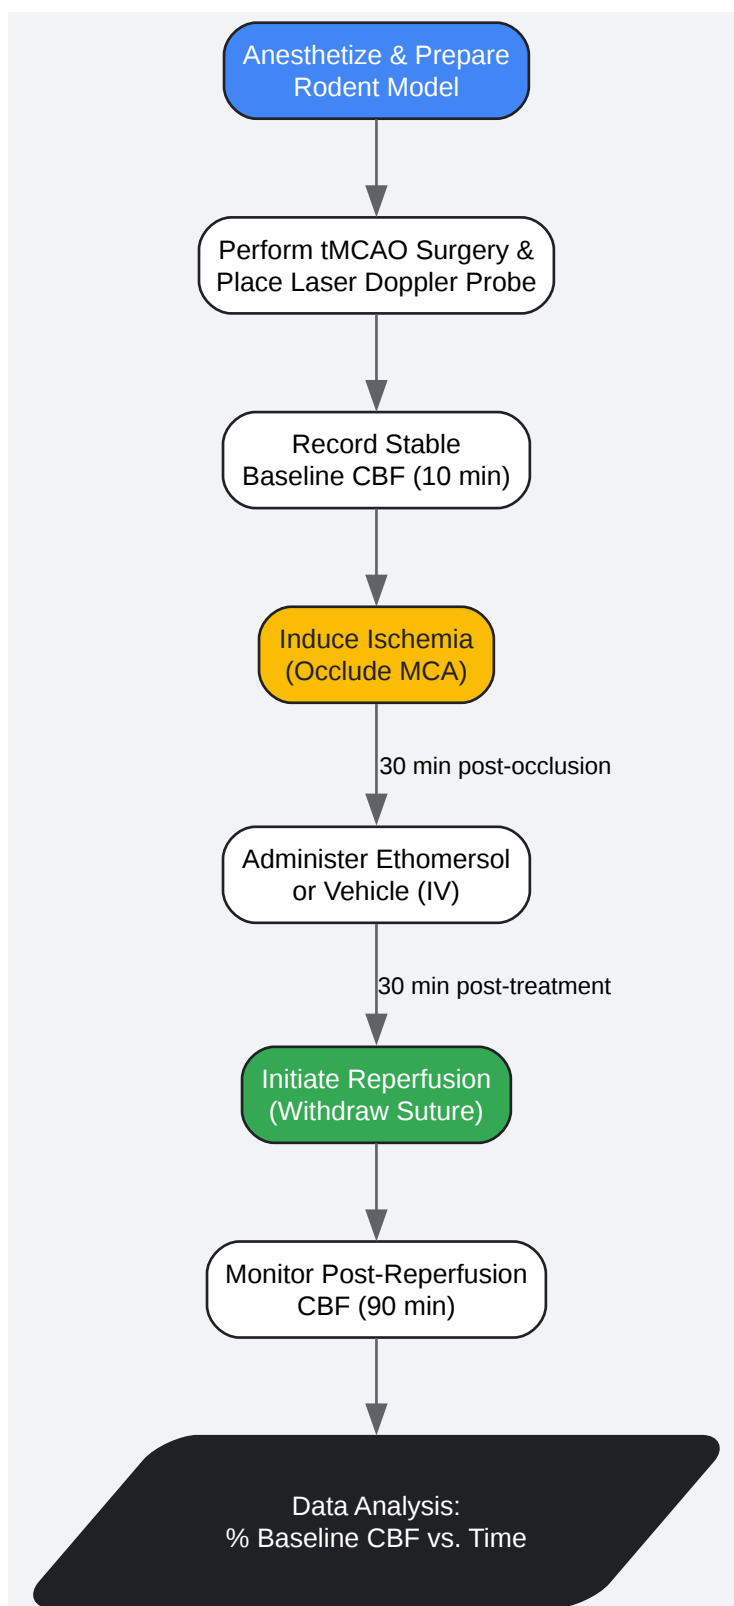 Anesthetize & Prepare
Rodent Model
Perform tMCAO Surgery &
Place Laser Doppler Probe
Record Stable
Baseline CBF (10 min)
Induce Ischemia
(Occlude MCA)
30 min post-occlusion
Administer Ethomersol
or Vehicle (IV)
30 min post-treatment
Initiate Reperfusion
(Withdraw Suture)
Monitor Post-Reperfusion
CBF (90 min)
Data Analysis:
% Baseline CBF vs. Time